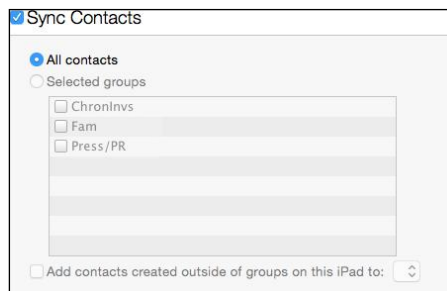 Sync Contacts
All contacts
Selected groups
ChronInvs
Fam
Press/PR
Add contacts created outside of groups on this iPad to: